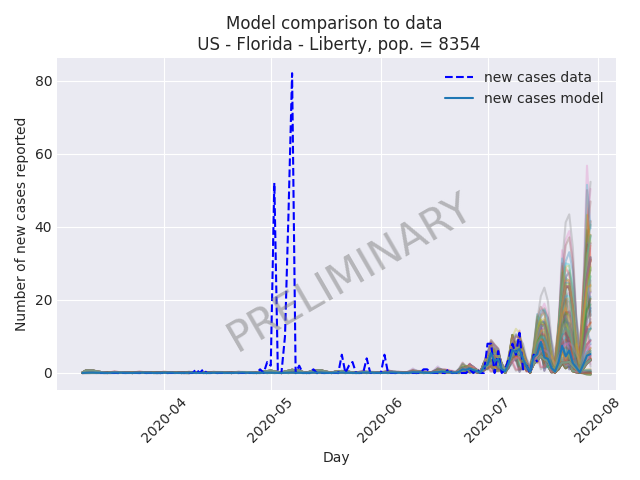 Model comparison to data
US - Florida - Liberty, pop. = 8354
new cases data
new cases model
Number of new cases reported
80
60
40
20
0
PRELIMINARY
2020-04
2020-05
2020-06
2020-07
2020-08
Day